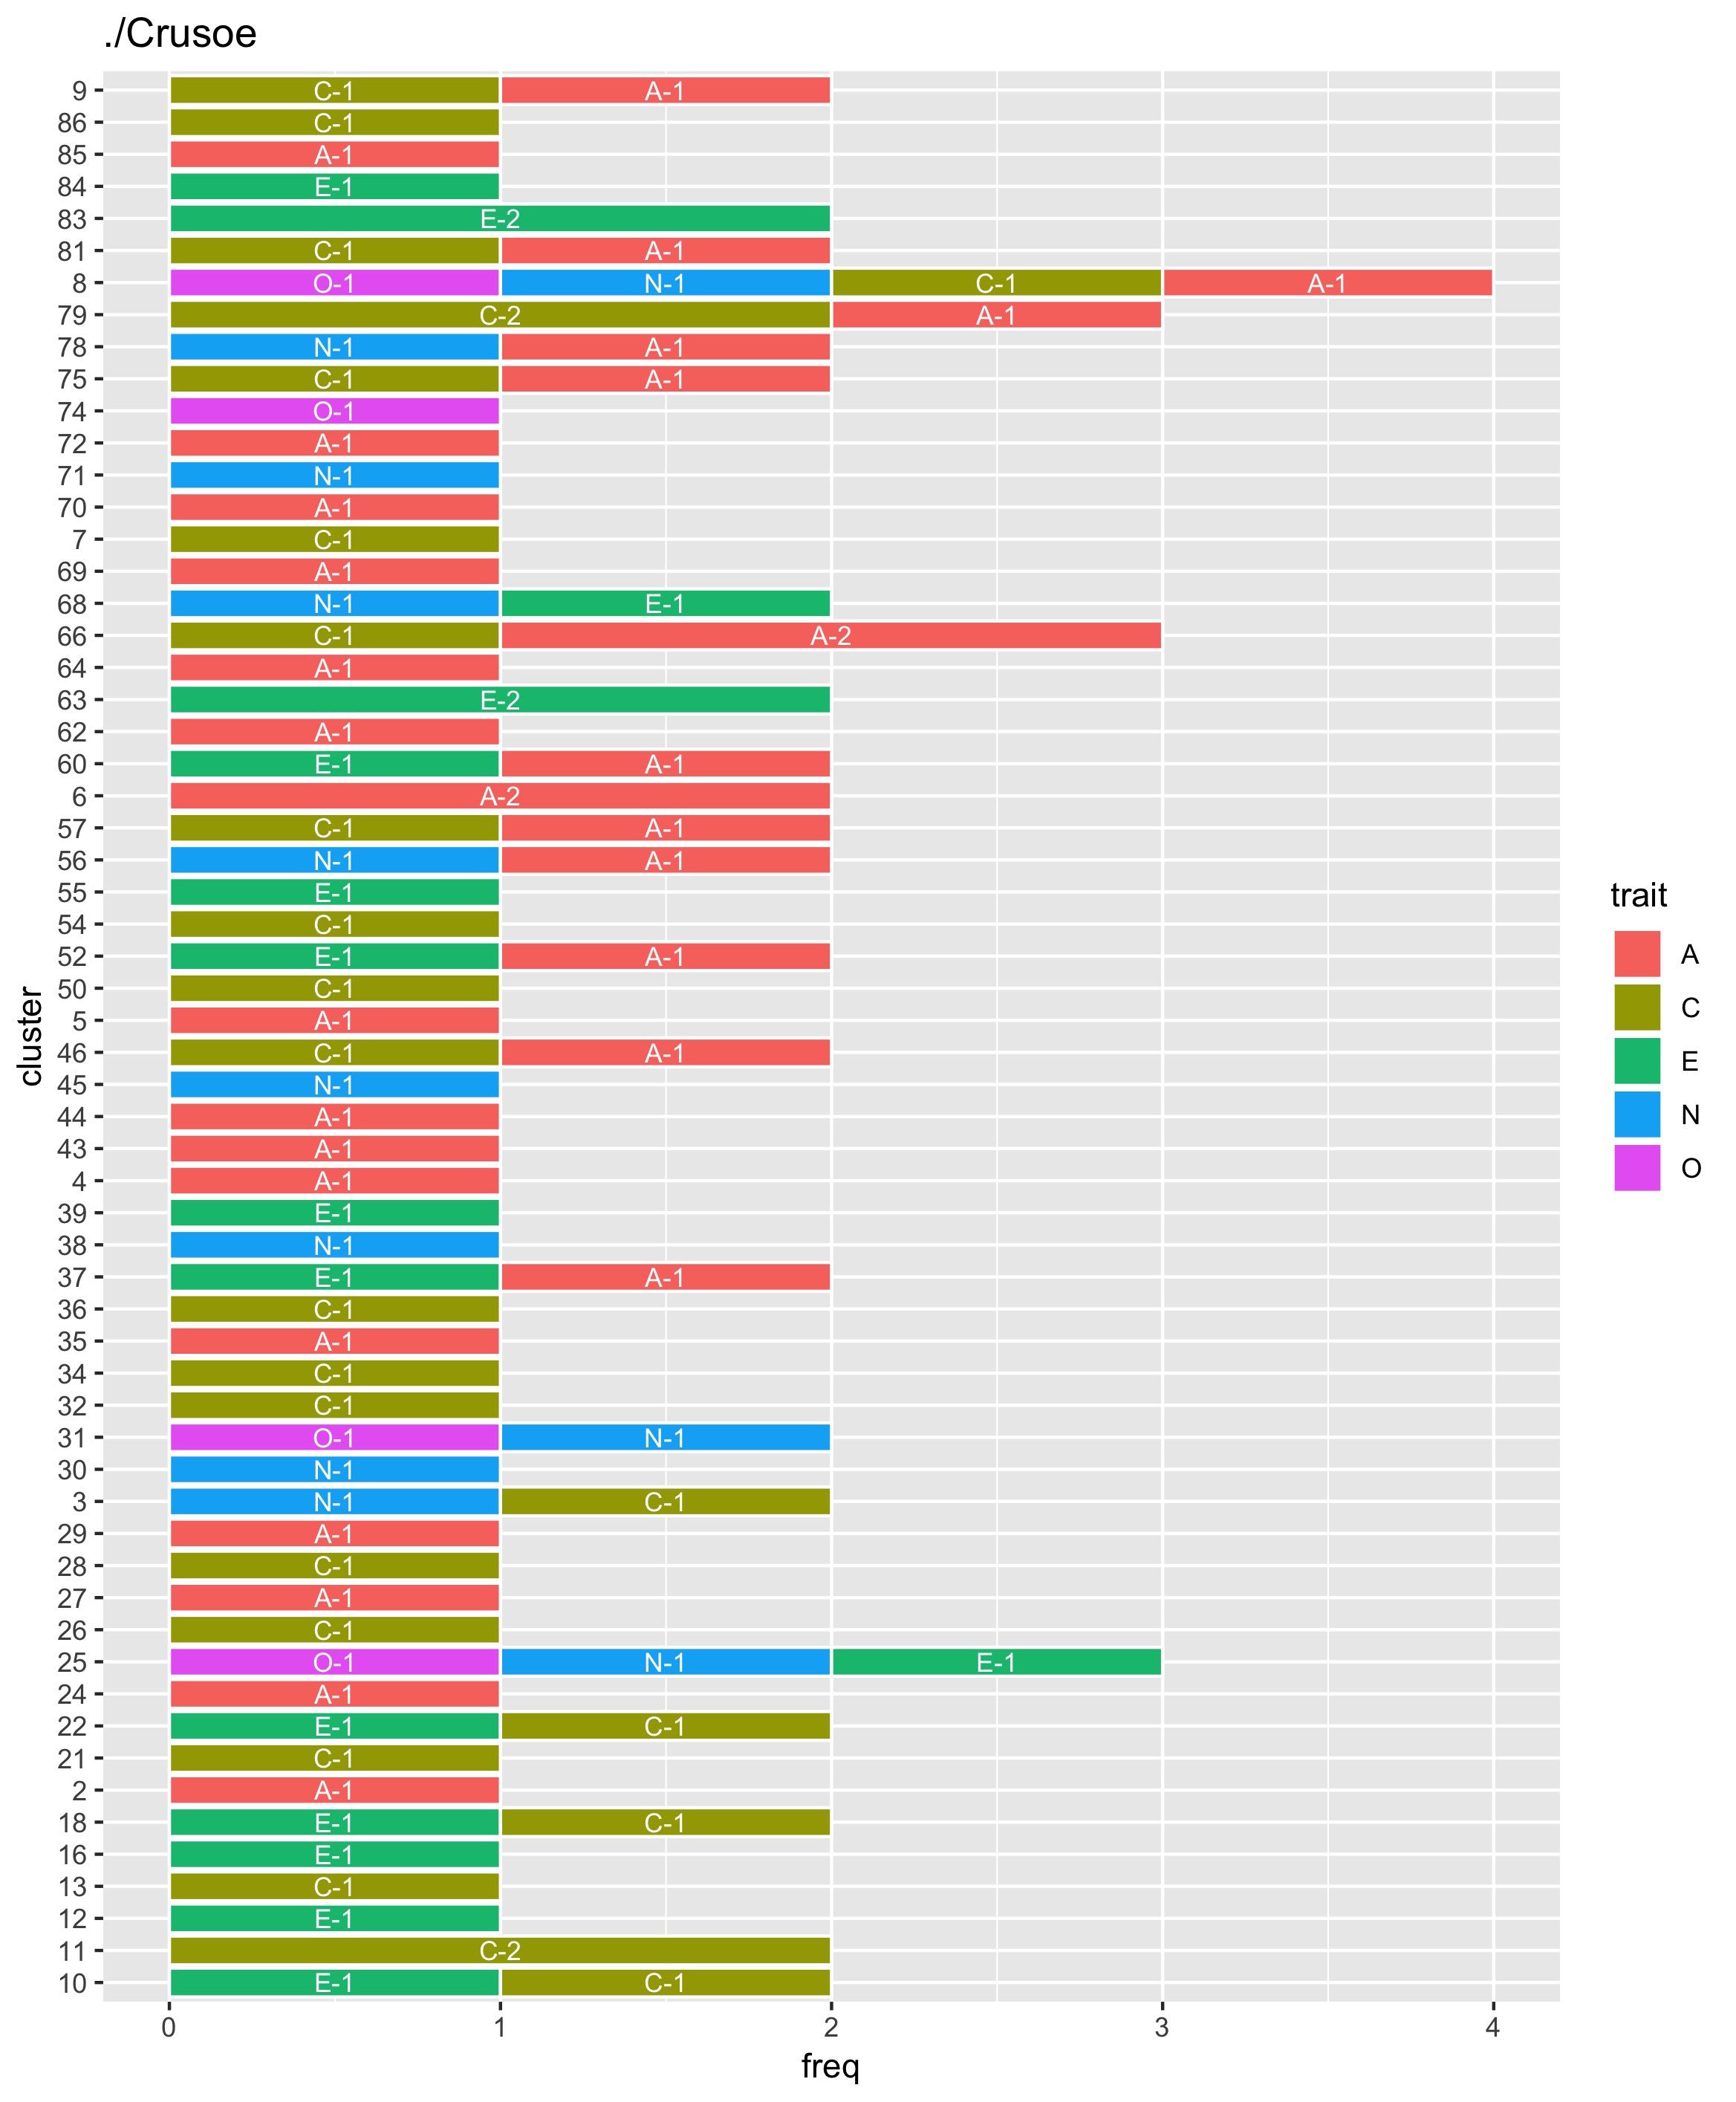 ./Crusoe
9 C-1 A-1
86 C-1
85 A-1
84 E-1
83 E-2
81 C-1 A-1
8 O-1 N-1 C-1 A-1
79 C-2 A-1
78 N-1 A-1
75 C-1 A-1
74 O-1
72 A-1
71 N-1
70 A-1
7 C-1
69 A-1
68 N-1 E-1
66 C-1 A-2
64 A-1
63 E-2
62 A-1
60 E-1 A-1
6 A-2
57 C-1 A-1
56 N-1 A-1
55 E-1
54 C-1
52 E-1 A-1
50 C-1
5 A-1
46 C-1 A-1
45 N-1
44 A-1
43 A-1
4 A-1
39 E-1
38 N-1
37 E-1 A-1
36 C-1
35 A-1
34 C-1
32 C-1
31 O-1 N-1
30 N-1
3 N-1 C-1
29 A-1
28 C-1
27 A-1
26 C-1
25 O-1 N-1 E-1
24 A-1
22 E-1 C-1
21 C-1
2 A-1
18 E-1 C-1
16 E-1
13 C-1
12 E-1
11 C-2
10 E-1 C-1
0 1 2 3 4
freq
cluster
trait
A
C
E
N
O